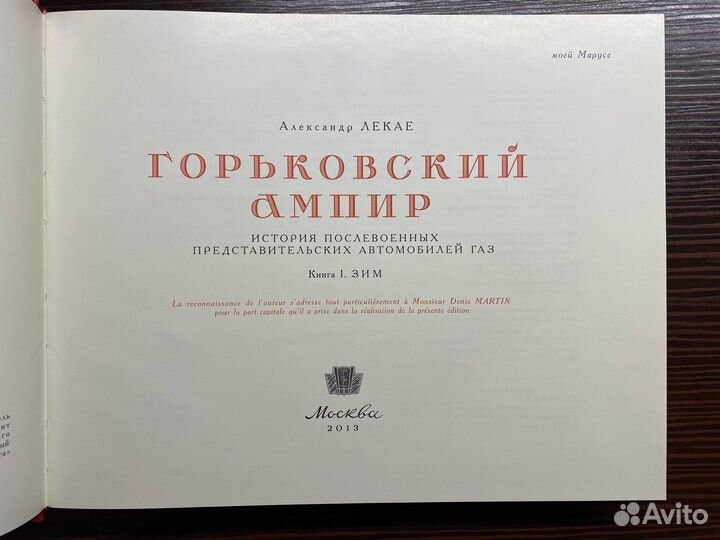 моей Марусе
Александр ЛЕКАЕ
ГОРЬКОВСКИЙ
АМПИР
ИСТОРИЯ ПОСЛЕВОЕННЫХ
ПРЕДСТАВИТЕЛЬСКИХ АВТОМОБИЛЕЙ ГАЗ
Книга 1. ЗИМ
La reconnaissance de l'auteur s'adresse tout particulièrement à Monsieur Denis MARTIN
pour la part capitale qu'il a prise dans la réalisation de la présente édition
Москва
2013
Avito